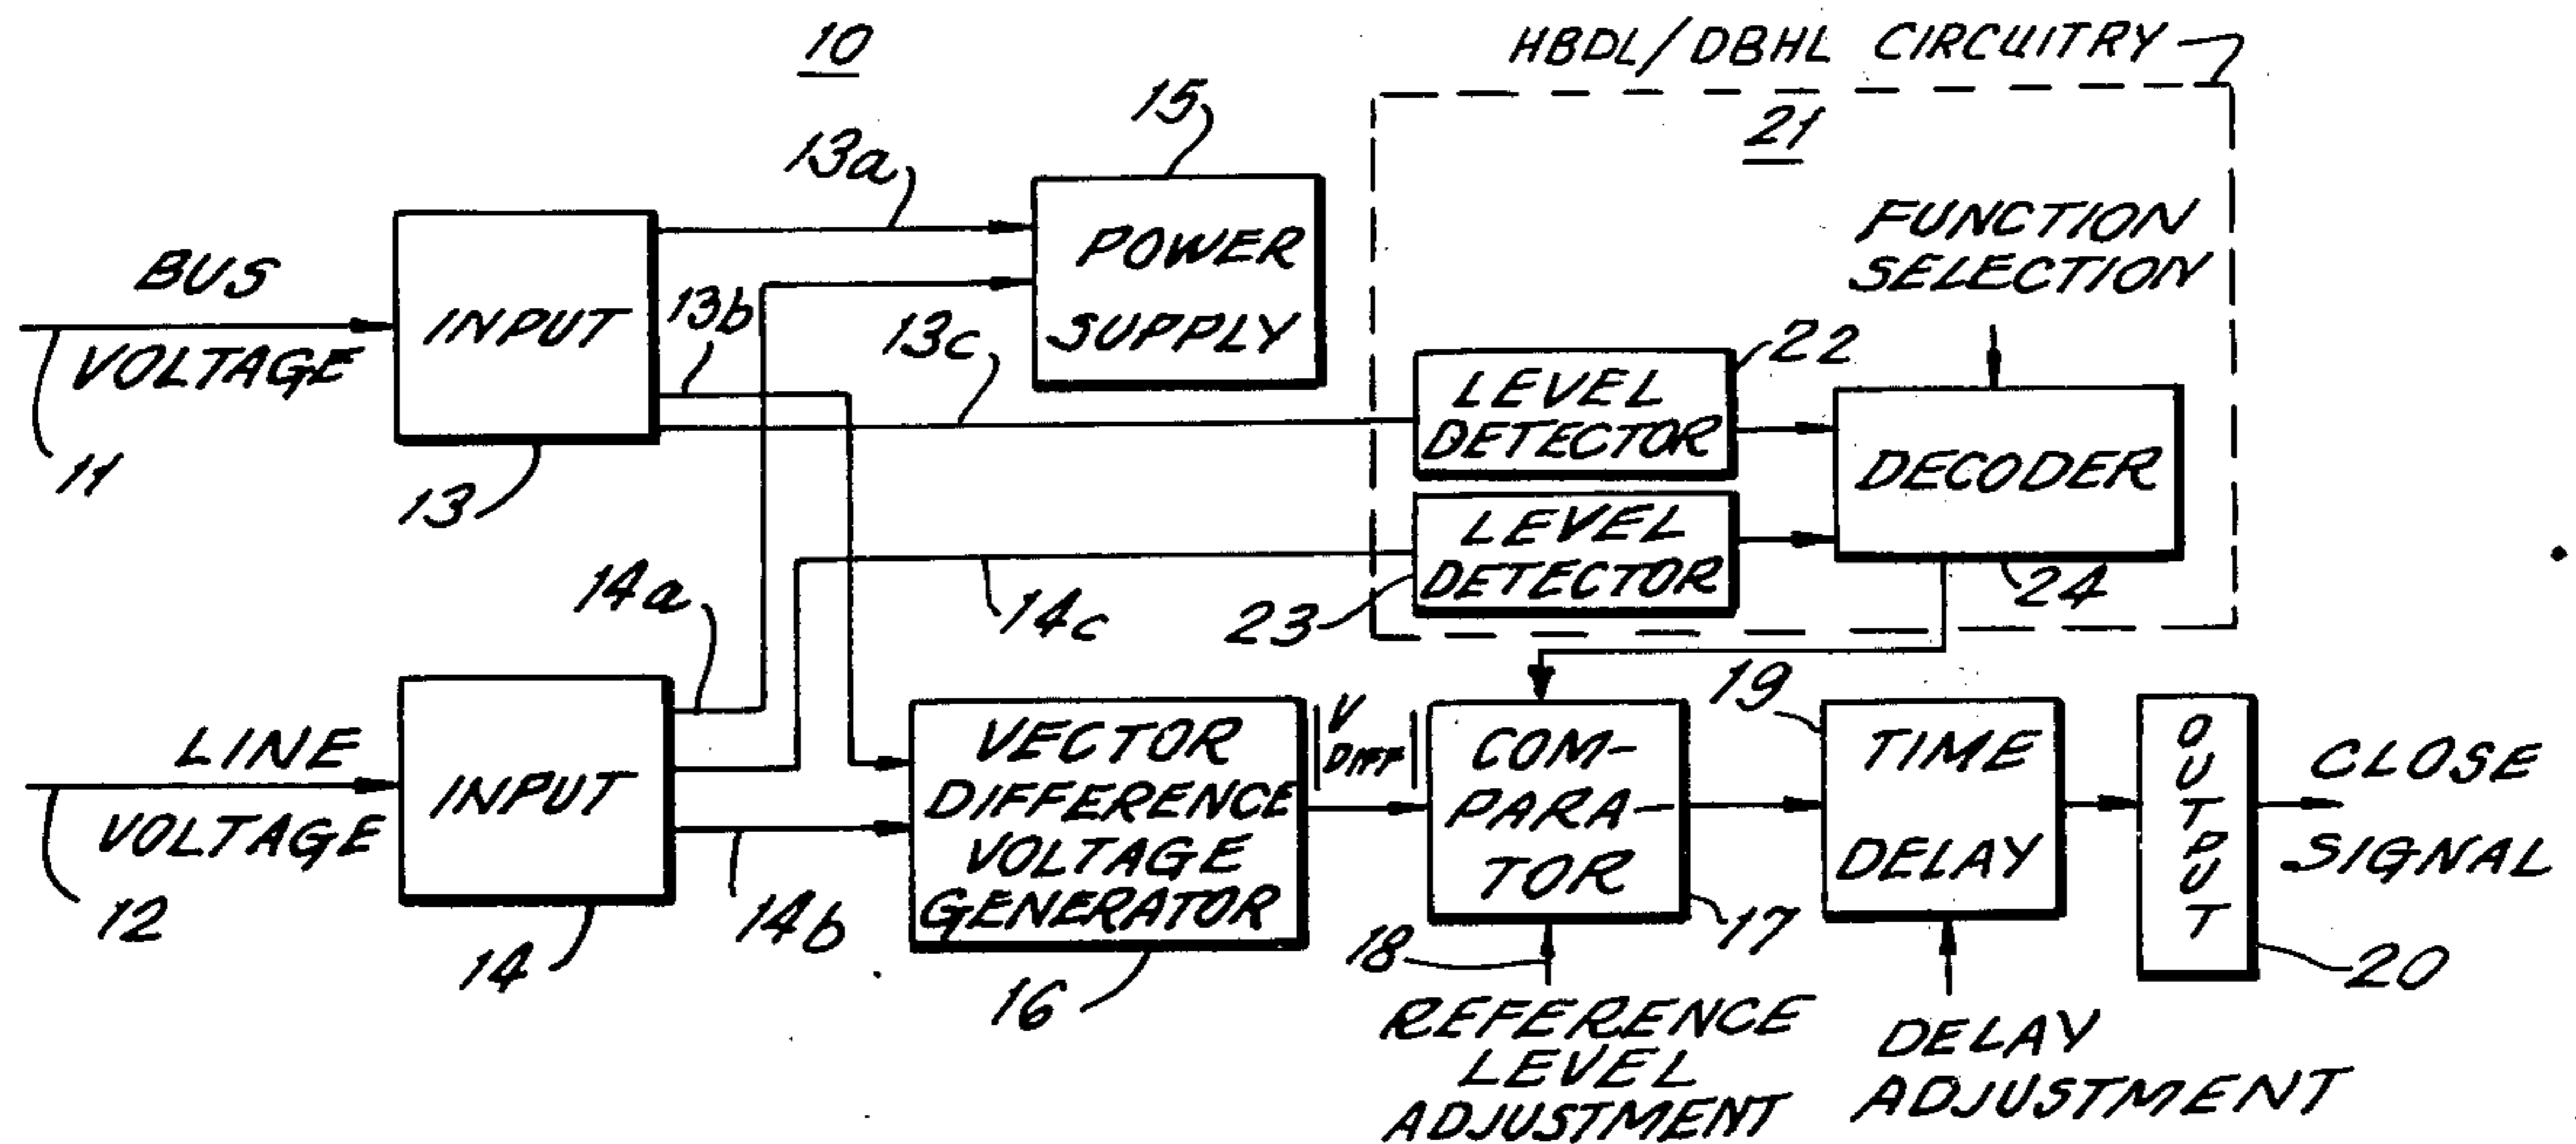 10
HBDL/DBHL CIRCUITRY
21
15
13a
BUS
VOLTAGE
11
INPUT
13
13b
13c
POWER
SUPPLY
FUNCTION
SELECTION
22
LEVEL
DETECTOR
DECODER
LEVEL
DETECTOR
23
24
14a
14c
LINE
VOLTAGE
12
INPUT
14
14b
VECTOR
DIFFERENCE
VOLTAGE
GENERATOR
16
|V DIFF|
COM-
PARA-
TOR
17
18
REFERENCE
LEVEL
ADJUSTMENT
19
TIME
DELAY
DELAY
ADJUSTMENT
OUTPUT
20
CLOSE
SIGNAL